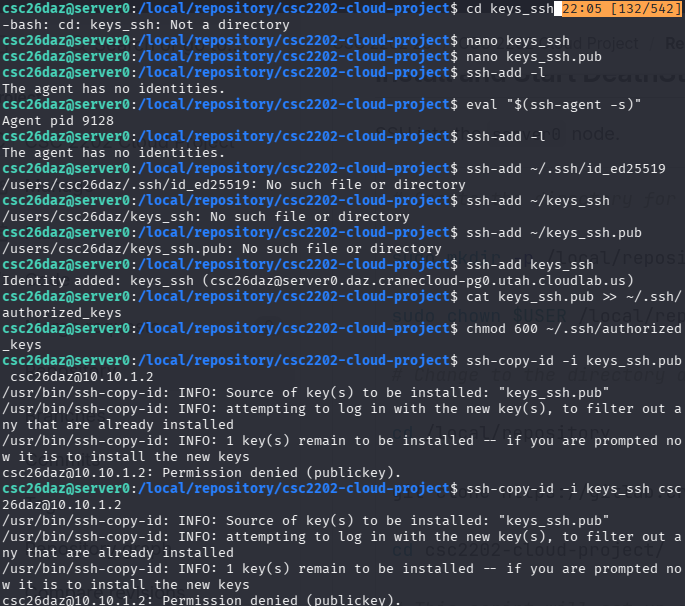 csc26daz@server0:/local/repository/csc2202-cloud-project$ cd keys_ssh 22:05 [132/542]
-bash: cd: keys_ssh: Not a directory
csc26daz@server0:/local/repository/csc2202-cloud-project$ nano keys_ssh
csc26daz@server0:/local/repository/csc2202-cloud-project$ nano keys_ssh.pub
csc26daz@server0:/local/repository/csc2202-cloud-project$ ssh-add -l
The agent has no identities.
csc26daz@server0:/local/repository/csc2202-cloud-project$ eval "$(ssh-agent -s)"
Agent pid 9128
csc26daz@server0:/local/repository/csc2202-cloud-project$ ssh-add -l
The agent has no identities.
csc26daz@server0:/local/repository/csc2202-cloud-project$ ssh-add ~/.ssh/id_ed25519
/users/csc26daz/.ssh/id_ed25519: No such file or directory
csc26daz@server0:/local/repository/csc2202-cloud-project$ ssh-add ~/keys_ssh
/users/csc26daz/keys_ssh: No such file or directory
csc26daz@server0:/local/repository/csc2202-cloud-project$ ssh-add ~/keys_ssh.pub
/users/csc26daz/keys_ssh.pub: No such file or directory
csc26daz@server0:/local/repository/csc2202-cloud-project$ ssh-add keys_ssh
Identity added: keys_ssh (csc26daz@server0.daz.cranecloud-pg0.utah.cloudlab.us)
csc26daz@server0:/local/repository/csc2202-cloud-project$ cat keys_ssh.pub >> ~/.ssh/
authorized_keys
csc26daz@server0:/local/repository/csc2202-cloud-project$ chmod 600 ~/.ssh/authorized
_keys
csc26daz@server0:/local/repository/csc2202-cloud-project$ ssh-copy-id -i keys_ssh.pub
 csc26daz@10.10.1.2
/usr/bin/ssh-copy-id: INFO: Source of key(s) to be installed: "keys_ssh.pub"
/usr/bin/ssh-copy-id: INFO: attempting to log in with the new key(s), to filter out a
ny that are already installed
/usr/bin/ssh-copy-id: INFO: 1 key(s) remain to be installed -- if you are prompted no
w it is to install the new keys
csc26daz@10.10.1.2: Permission denied (publickey).
csc26daz@server0:/local/repository/csc2202-cloud-project$ ssh-copy-id -i keys_ssh csc
26daz@10.10.1.2
/usr/bin/ssh-copy-id: INFO: Source of key(s) to be installed: "keys_ssh.pub"
/usr/bin/ssh-copy-id: INFO: attempting to log in with the new key(s), to filter out a
ny that are already installed
/usr/bin/ssh-copy-id: INFO: 1 key(s) remain to be installed -- if you are prompted no
w it is to install the new keys
csc26daz@10.10.1.2: Permission denied (publickey).